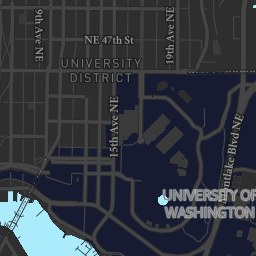 9th Ave NE
19th Ave NE
NE 47th St
UNIVERSITY
DISTRICT
15th Ave NE
ntlake Blvd NE
UNIVERSITY OF
WASHINGTON